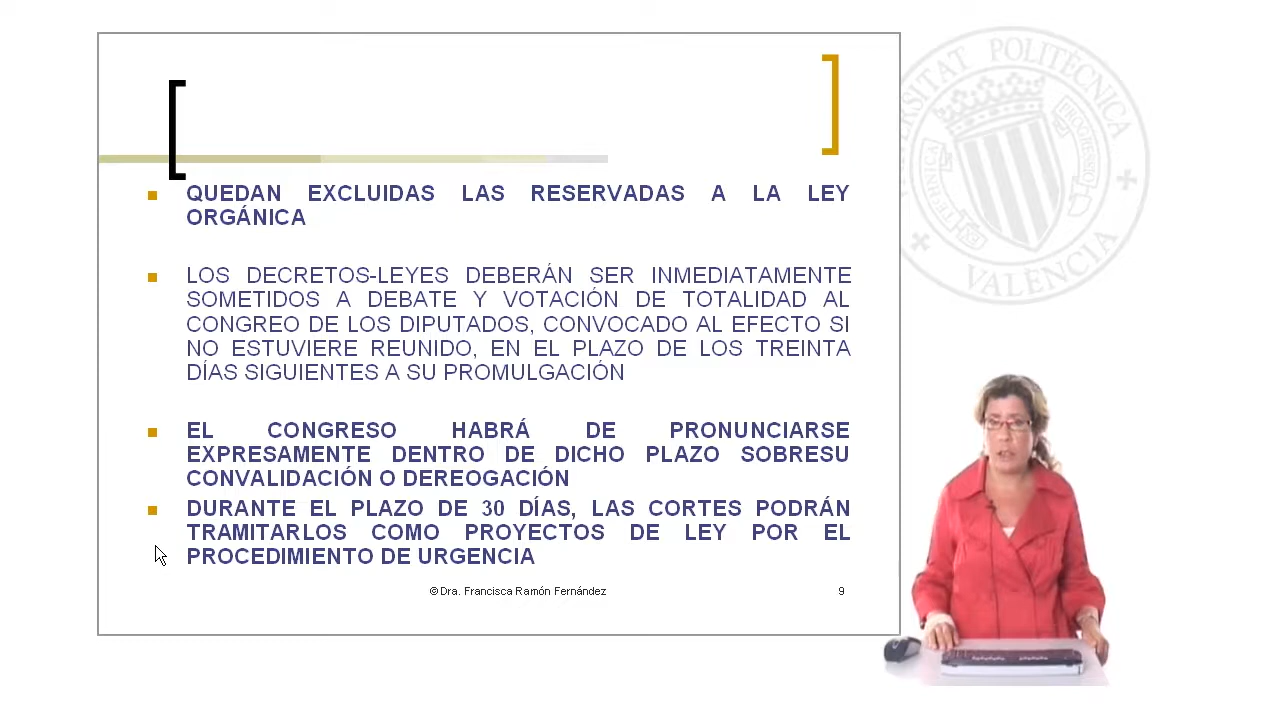 UNIVERSITAT POLITÈCNICA
VALÈNCIA
QUEDAN EXCLUIDAS LAS RESERVADAS A LA LEY
ORGÁNICA
LOS DECRETOS-LEYES DEBERÁN SER INMEDIATAMENTE
SOMETIDOS A DEBATE Y VOTACIÓN DE TOTALIDAD AL
CONGREO DE LOS DIPUTADOS, CONVOCADO AL EFECTO SI
NO ESTUVIERE REUNIDO, EN EL PLAZO DE LOS TREINTA
DÍAS SIGUIENTES A SU PROMULGACIÓN
EL CONGRESO HABRÁ DE PRONUNCIARSE
EXPRESAMENTE DENTRO DE DICHO PLAZO SOBRESU
CONVALIDACIÓN O DEREOGACIÓN
DURANTE EL PLAZO DE 30 DÍAS, LAS CORTES PODRÁN
TRAMITARLOS COMO PROYECTOS DE LEY POR EL
PROCEDIMIENTO DE URGENCIA
© Dra. Francisca Ramón Fernández
9